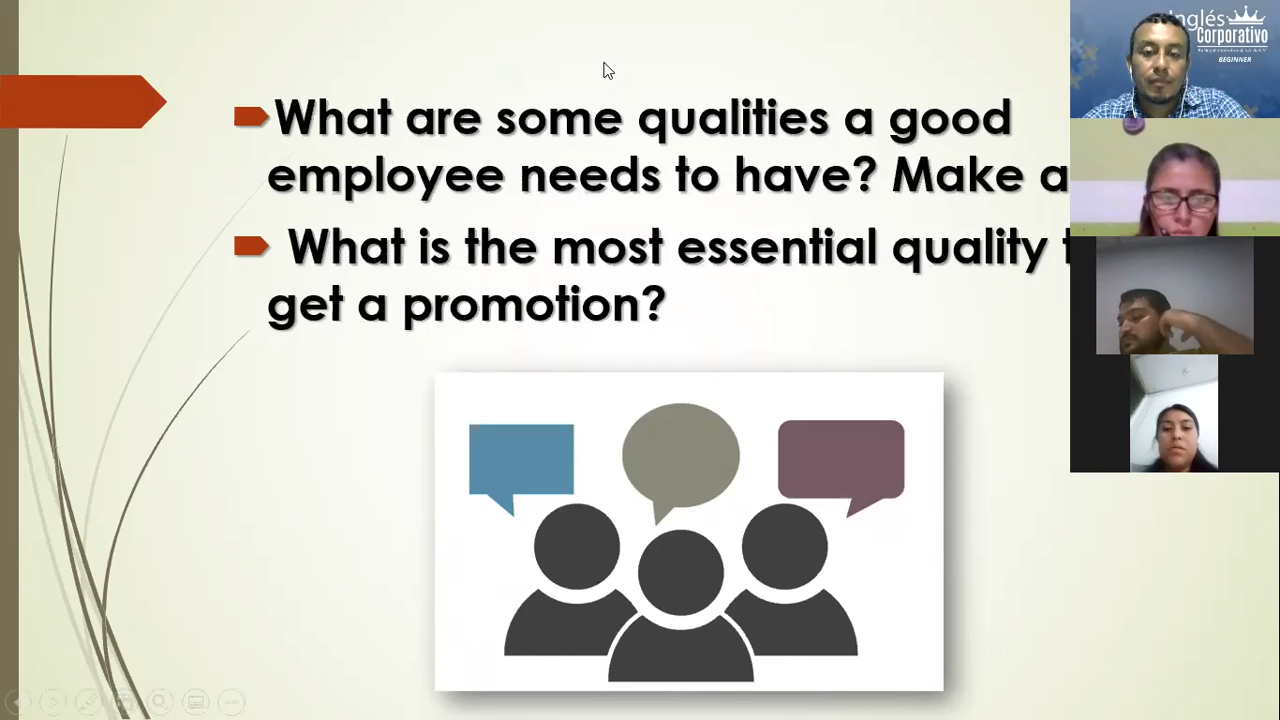 What are some qualities a good
employee needs to have? Make a
What is the most essential quality
get a promotion?
Inglés
Corporativo
BEGINNER